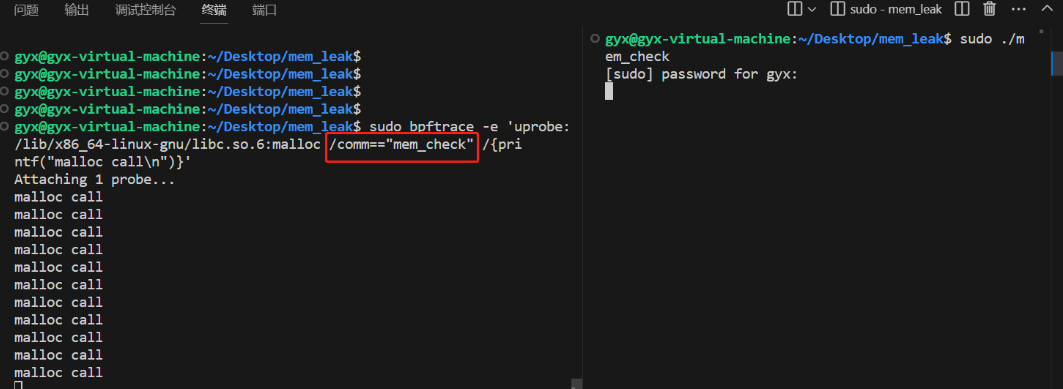 问题 输出 调试控制台 终端 端口
sudo - mem_leak
gyx@gyx-virtual-machine:~/Desktop/mem_leak$
gyx@gyx-virtual-machine:~/Desktop/mem_leak$
gyx@gyx-virtual-machine:~/Desktop/mem_leak$
gyx@gyx-virtual-machine:~/Desktop/mem_leak$
gyx@gyx-virtual-machine:~/Desktop/mem_leak$ sudo bpftrace -e 'uprobe:
/lib/x86_64-linux-gnu/libc.so.6:malloc /comm=="mem_check" /{pri
ntf("malloc call\n")}'
Attaching 1 probe...
malloc call
malloc call
malloc call
malloc call
malloc call
malloc call
malloc call
malloc call
malloc call
malloc call
malloc call
gyx@gyx-virtual-machine:~/Desktop/mem_leak$ sudo ./m
em_check
[sudo] password for gyx: